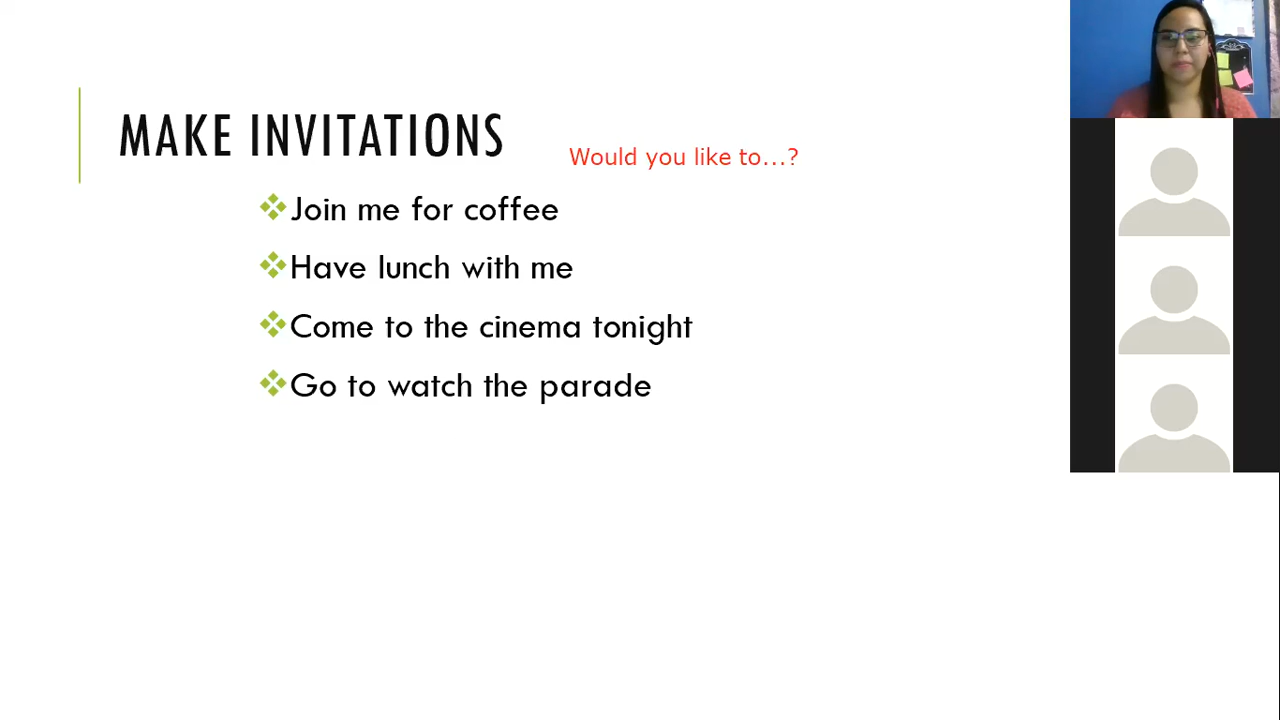 MAKE INVITATIONS
Would you like to...?
Join me for coffee
Have lunch with me
Come to the cinema tonight
Go to watch the parade